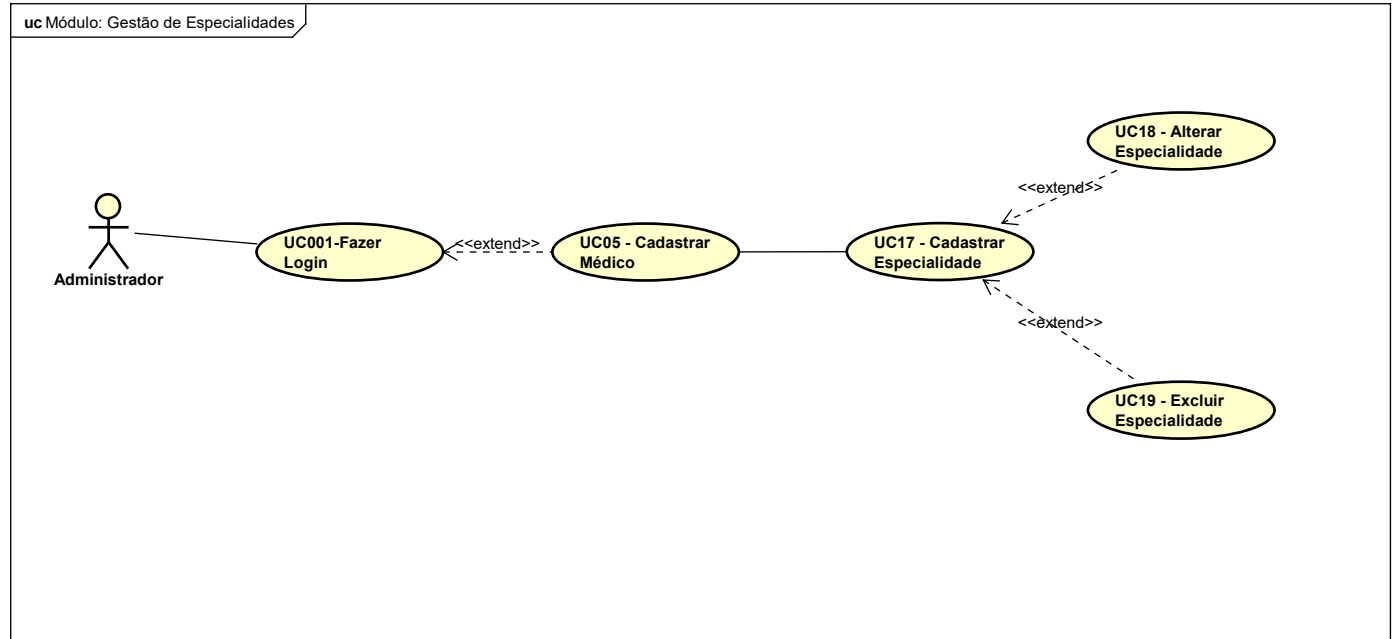 uc Módulo: Gestão de Especialidades
UC18 - Alterar
Especialidade
<<extend>>
UC001-Fazer
Login
<<extend>>
UC05 - Cadastrar
Médico
UC17 - Cadastrar
Especialidade
Administrador
<<extend>>
UC19 - Excluir
Especialidade